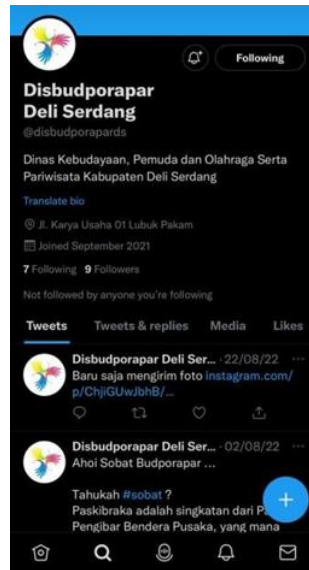 Following
Disbudporapar
Deli Serdang
@disbudporapards
Dinas Kebudayaan, Pemuda dan Olahraga Serta
Pariwisata Kabupaten Deli Serdang
Translate bio
Jl. Karya Usaha 01 Lubuk Pakam
Joined September 2021
7 Following 9 Followers
Not followed by anyone you're following
Tweets Tweets & replies Media Likes
Disbudporapar Deli Ser... · 22/08/22
Baru saja mengirim foto instagram.com/
p/ChjiGUwJbhB/...
Disbudporapar Deli Ser... · 02/08/22
Ahoi Sobat Budporapar ...
Tahukah #sobat ?
Paskibraka adalah singkatan dari
Pengibar Bendera Pusaka, yang mana